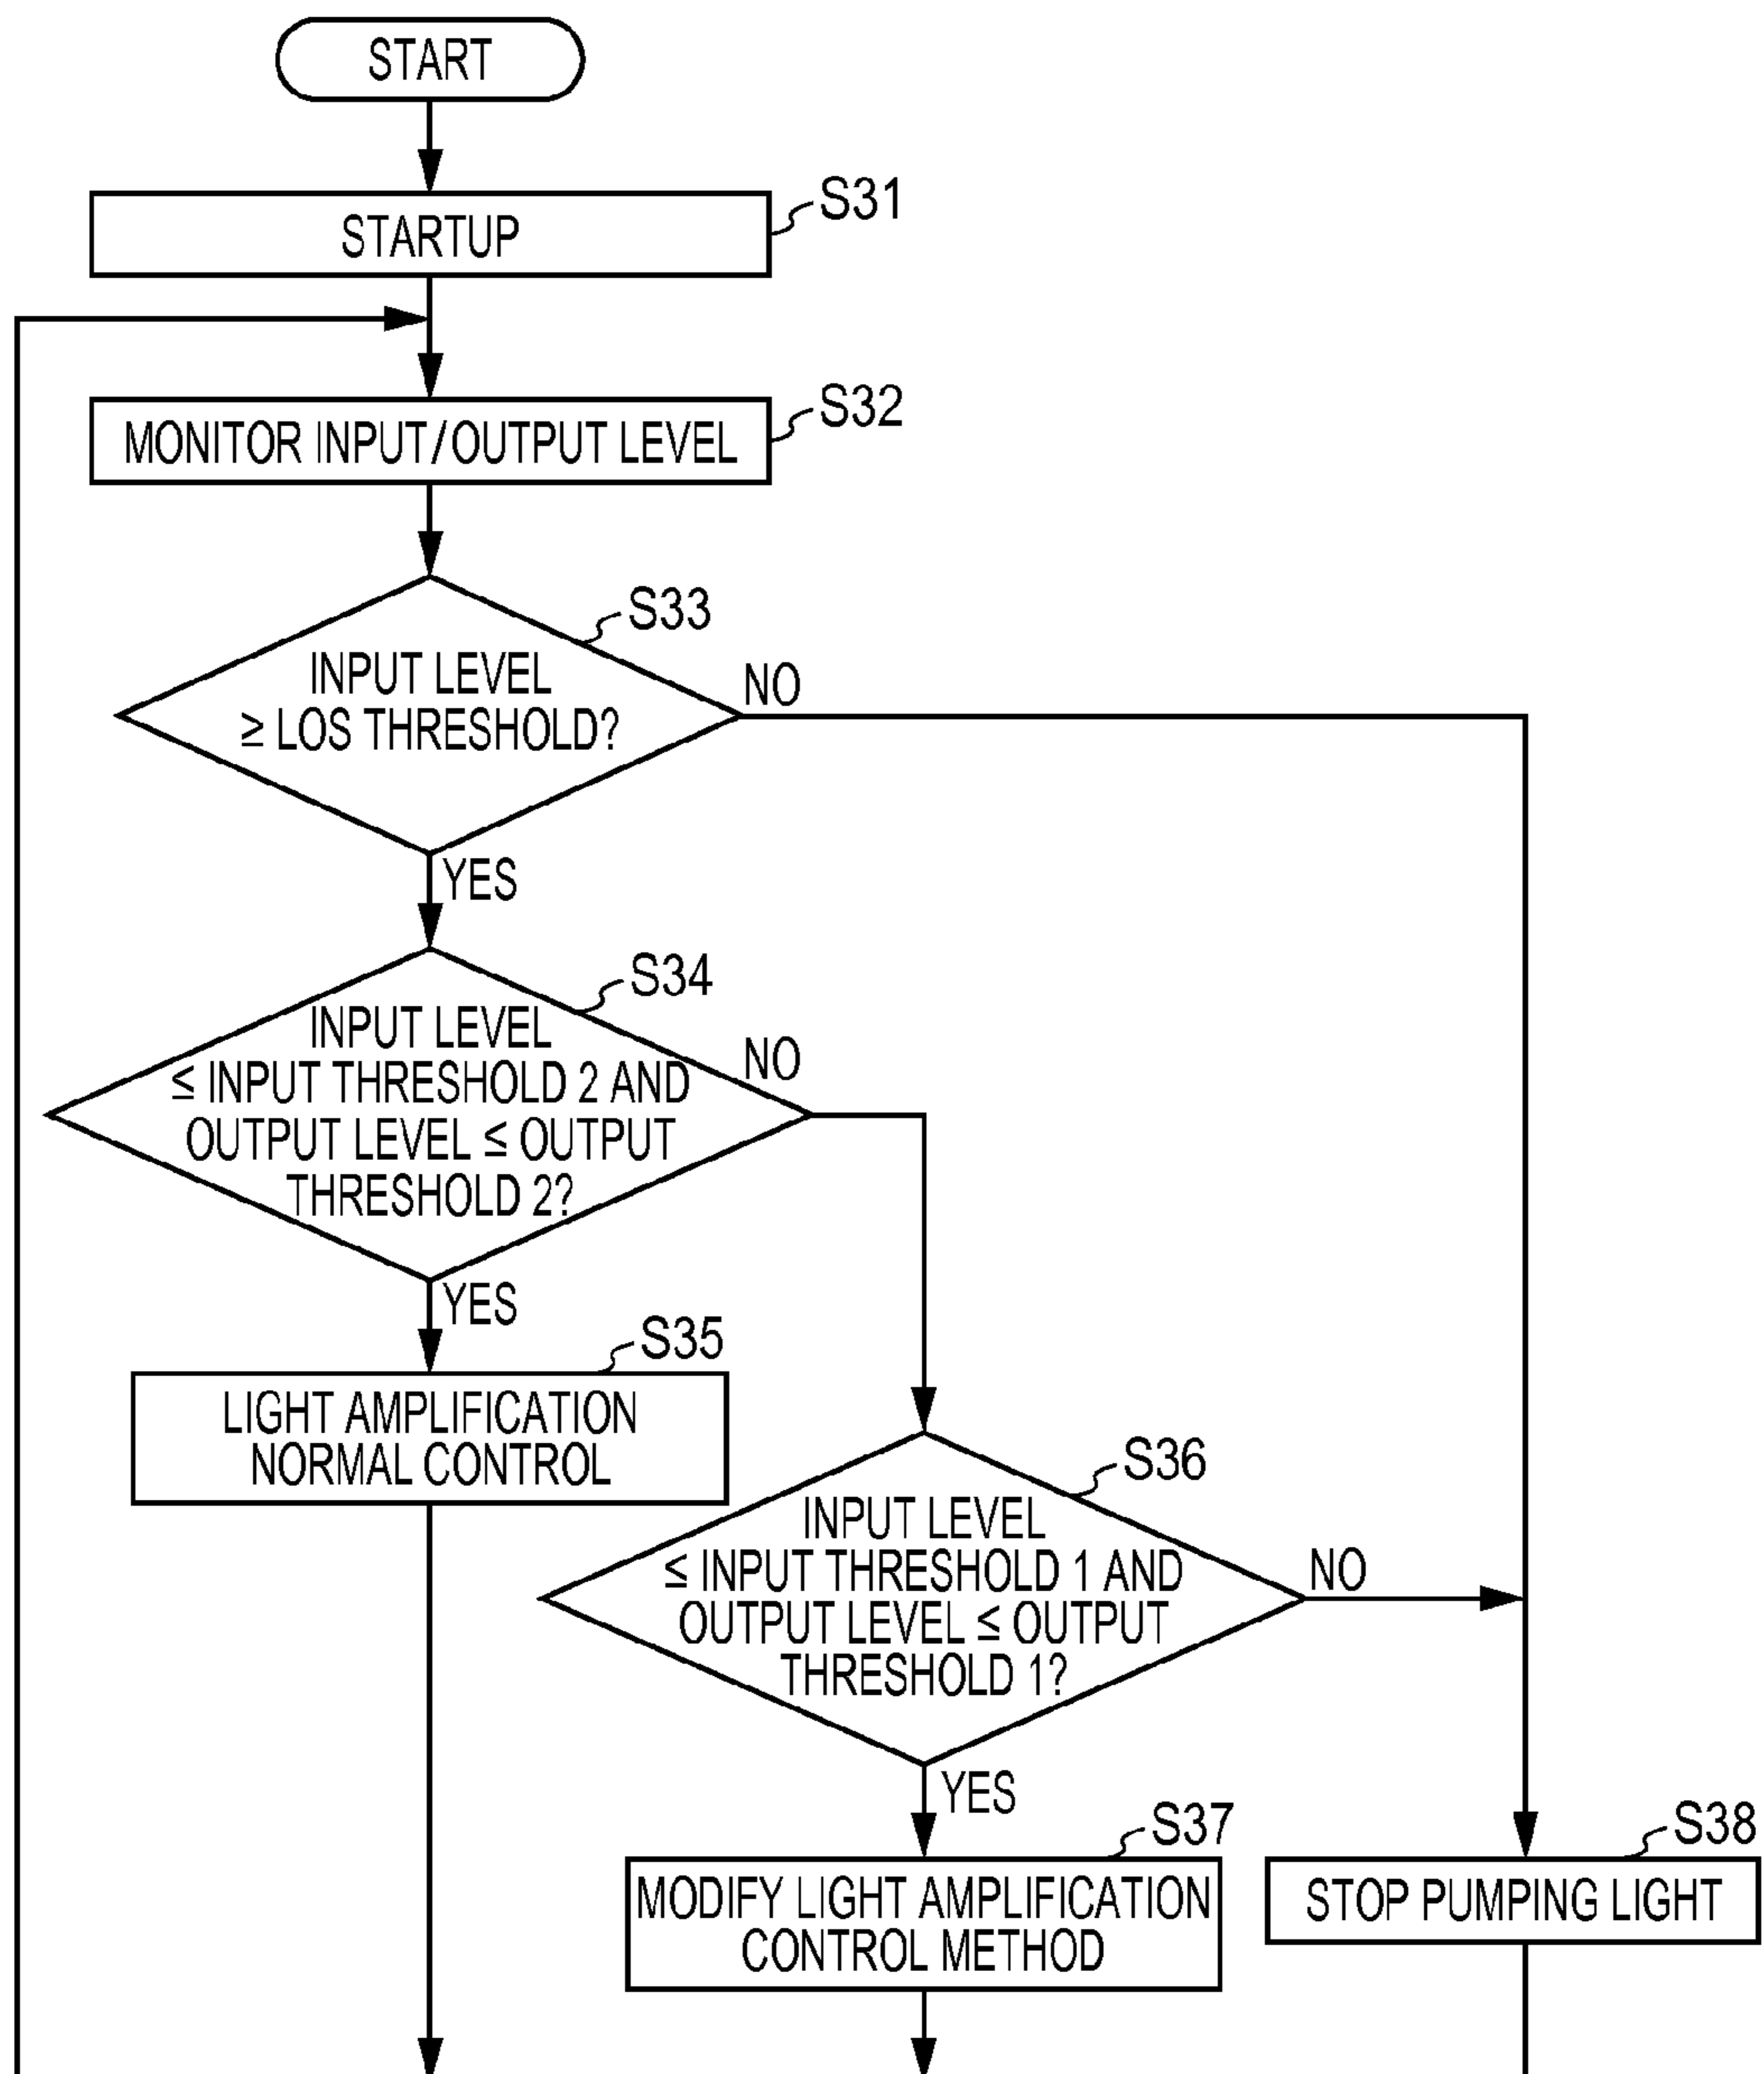 START
S31
STARTUP
S32
MONITOR INPUT/OUTPUT LEVEL
S33
INPUT LEVEL
≥ LOS THRESHOLD?
NO
YES
S34
INPUT LEVEL
≤ INPUT THRESHOLD 2 AND
OUTPUT LEVEL ≤ OUTPUT
THRESHOLD 2?
NO
YES
S35
LIGHT AMPLIFICATION
NORMAL CONTROL
S36
INPUT LEVEL
≤ INPUT THRESHOLD 1 AND
OUTPUT LEVEL ≤ OUTPUT
THRESHOLD 1?
NO
YES
S37
MODIFY LIGHT AMPLIFICATION
CONTROL METHOD
S38
STOP PUMPING LIGHT